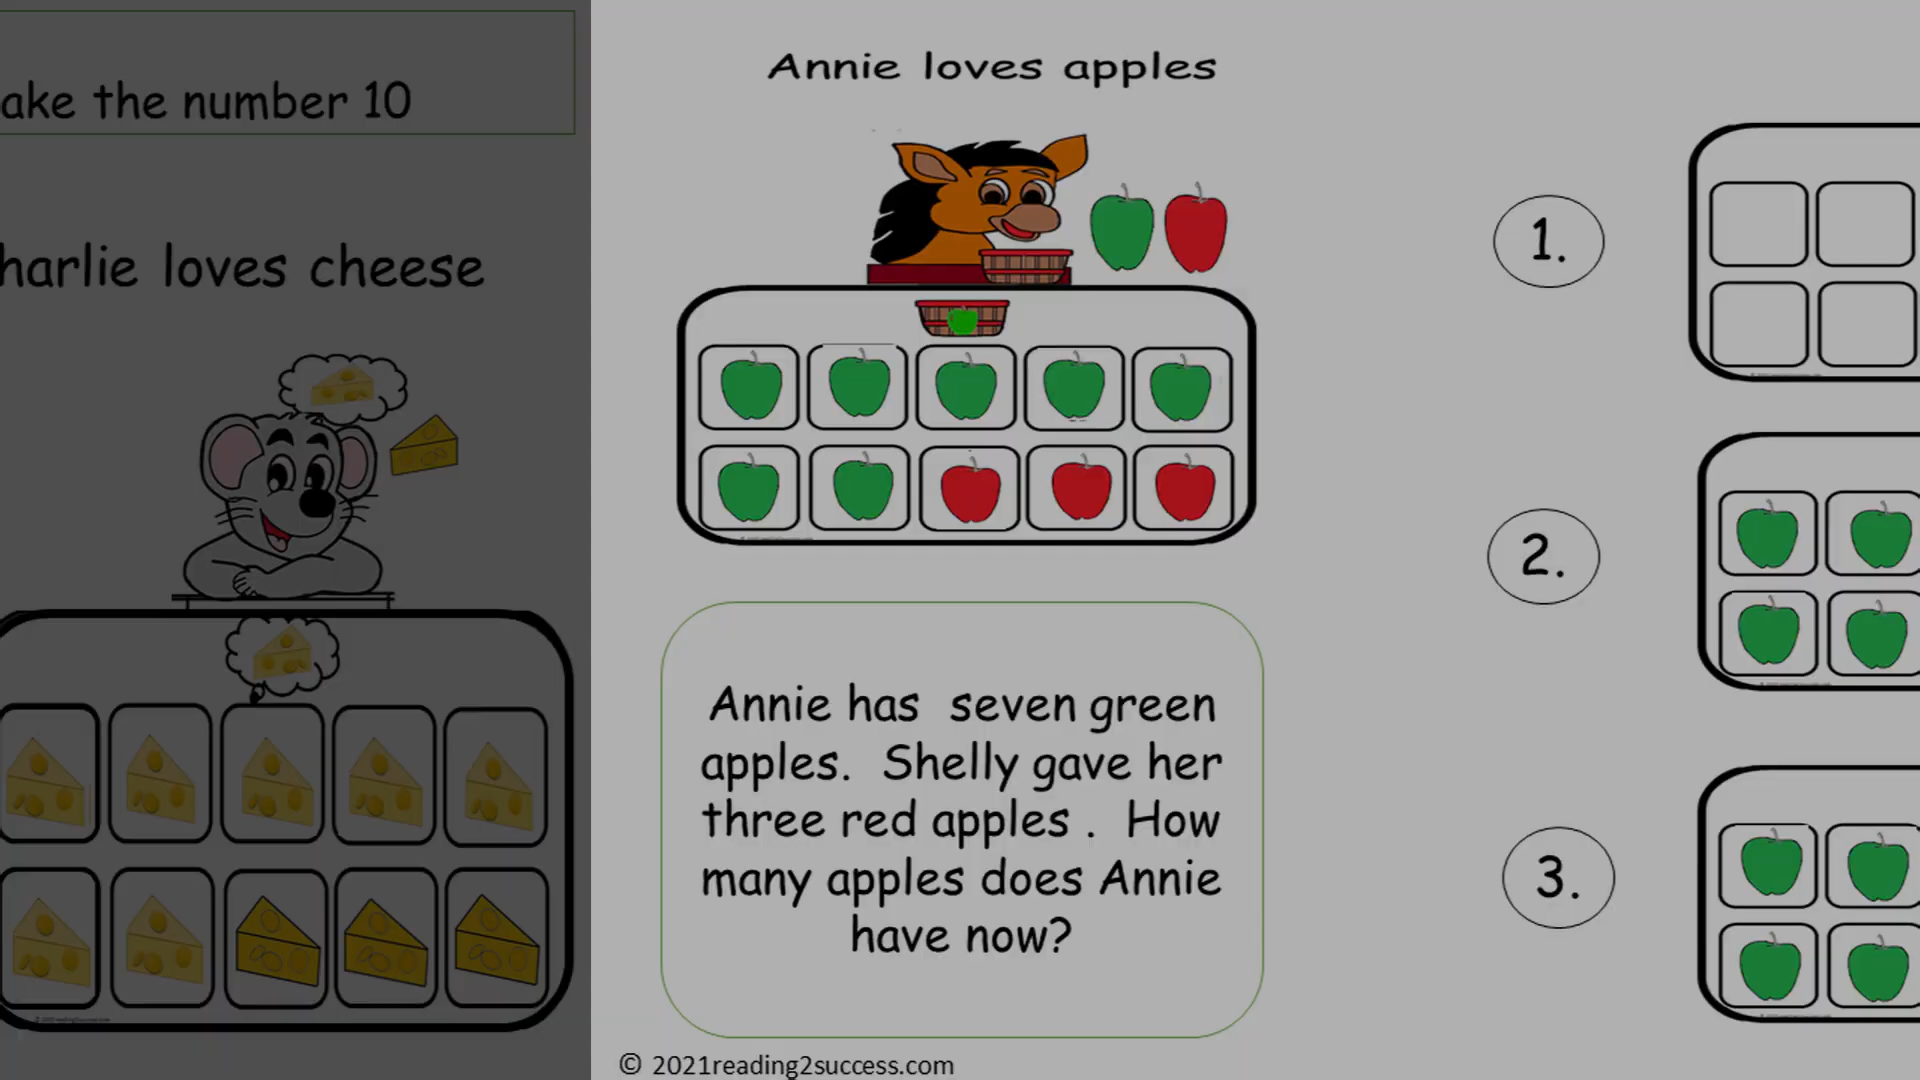 ake the number 10
harlie loves cheese
Annie loves apples
Annie has seven green
apples. Shelly gave her
three red apples . How
many apples does Annie
have now?
© 2021reading2success.com
1.
2.
3.